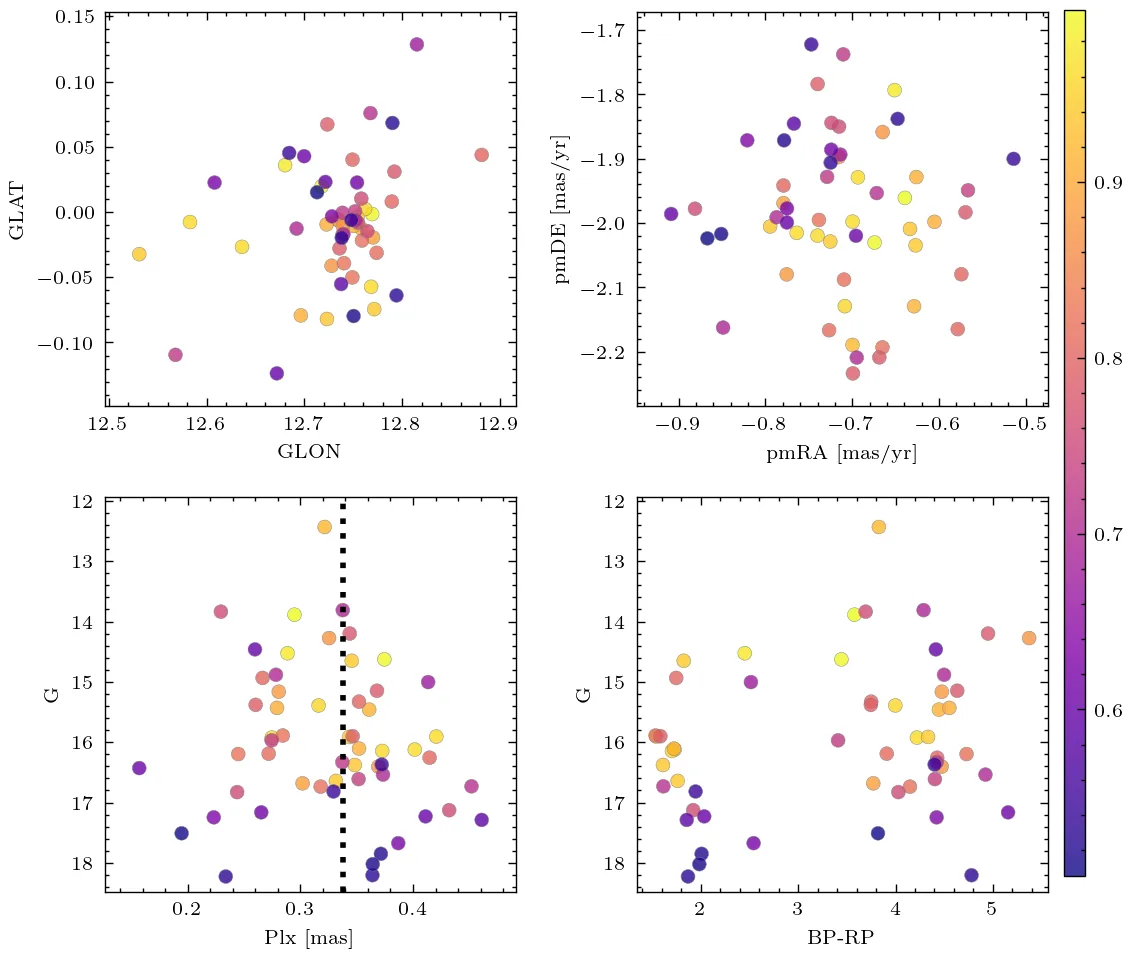 0.15
0.10
0.05
0.00
−0.05
−0.10
GLAT
12.5 12.6 12.7 12.8 12.9
GLON
−1.7
−1.8
−1.9
−2.0
−2.1
−2.2
pmDE [mas/yr]
−0.9 −0.8 −0.7 −0.6 −0.5
pmRA [mas/yr]
0.9
0.8
0.7
0.6
12
13
14
15
16
17
18
G
0.2 0.3 0.4
Plx [mas]
12
13
14
15
16
17
18
G
2 3 4 5
BP-RP